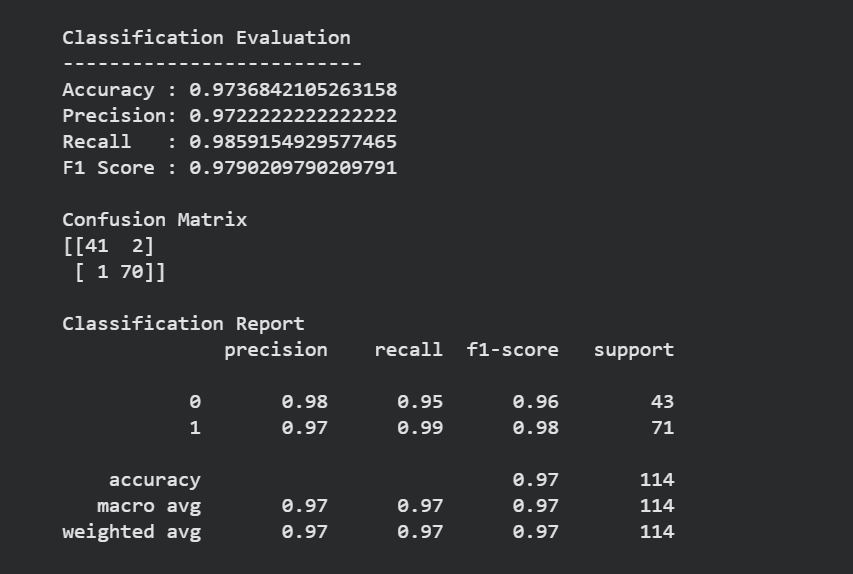 Classification Evaluation
--------------------------
Accuracy : 0.9736842105263158
Precision: 0.9722222222222222
Recall   : 0.9859154929577465
F1 Score : 0.9790209790209791

Confusion Matrix
[[41  2]
 [ 1 70]]

Classification Report
              precision    recall  f1-score   support

           0       0.98      0.95      0.96        43
           1       0.97      0.99      0.98        71

    accuracy                           0.97       114
   macro avg       0.97      0.97      0.97       114
weighted avg       0.97      0.97      0.97       114